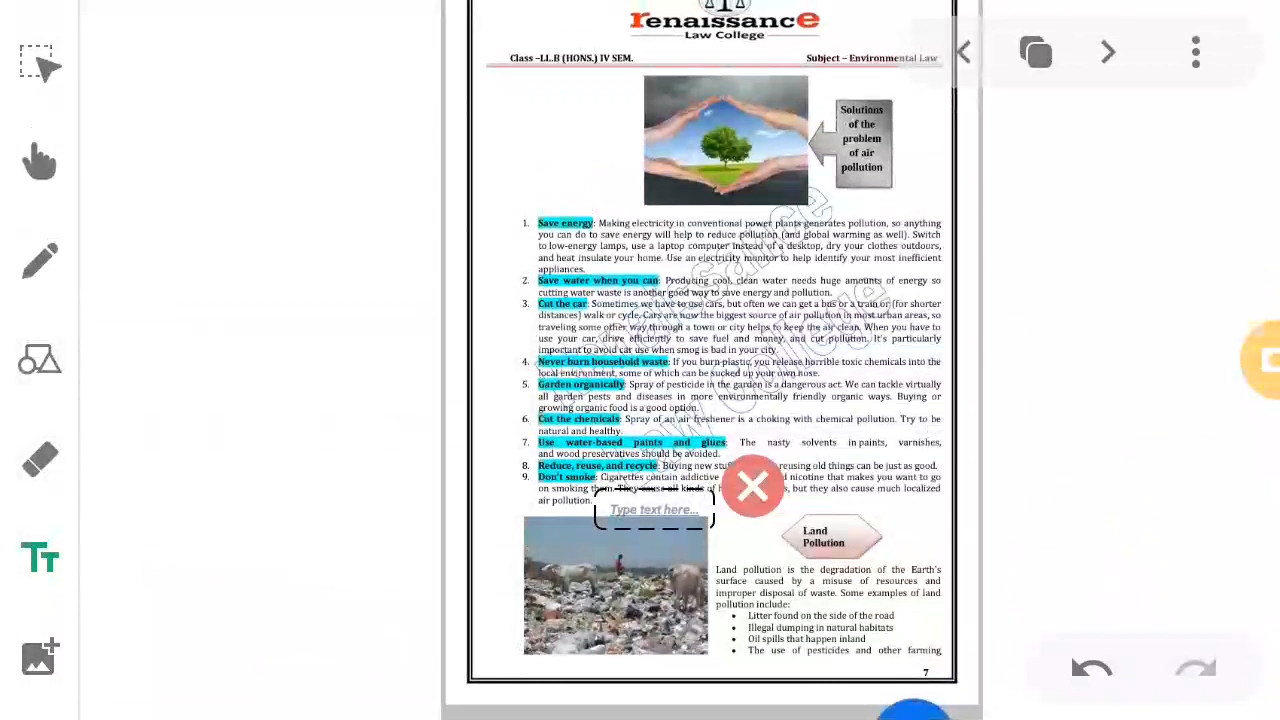 renaissance
Law College
Class –LL.B (HONS.) IV SEM. Subject – Environmental Law
Solutions
of the
problem
of air
pollution
1. Save energy: Making electricity in conventional power plants generates pollution, so anything
you can do to save energy will help to reduce pollution (and global warming as well). Switch
to low-energy lamps, use a laptop computer instead of a desktop, dry your clothes outdoors,
and heat insulate your home. Use an electricity monitor to help identify your most inefficient
appliances.
2. Save water when you can: Producing cool, clean water needs huge amounts of energy so
cutting water waste is another good way to save energy and pollution.
3. Cut the car: Sometimes we have to use cars, but often we can get a bus or a train or (for shorter
distances) walk or cycle. Cars are now the biggest source of air pollution in most urban areas, so
traveling some other way through a town or city helps to keep the air clean. When you have to
use your car, drive efficiently to save fuel and money, and cut pollution. It's particularly
important to avoid car use when smog is bad in your city.
4. Never burn household waste: If you burn plastic, you release horrible toxic chemicals into the
local environment, some of which can be sucked up your own nose.
5. Garden organically: Spray of pesticide in the garden is a dangerous act. We can tackle virtually
all garden pests and diseases in more environmentally friendly organic ways. Buying or
growing organic food is a good option.
6. Cut the chemicals: Spray of an air freshener is a choking with chemical pollution. Try to be
natural and healthy.
7. Use water-based paints and glues: The nasty solvents in paints, varnishes,
and wood preservatives should be avoided.
8. Reduce, reuse, and recycle: Buying new reusing old things can be just as good.
9. Don't smoke: Cigarettes contain addictive nicotine that makes you want to go
on smoking them. They cause all kinds of but they also cause much localized
air pollution.
Type text here...
Land
Pollution
Land pollution is the degradation of the Earth's
surface caused by a misuse of resources and
improper disposal of waste. Some examples of land
pollution include:
• Litter found on the side of the road
• Illegal dumping in natural habitats
• Oil spills that happen inland
• The use of pesticides and other farming
7
Renaissance
Law College